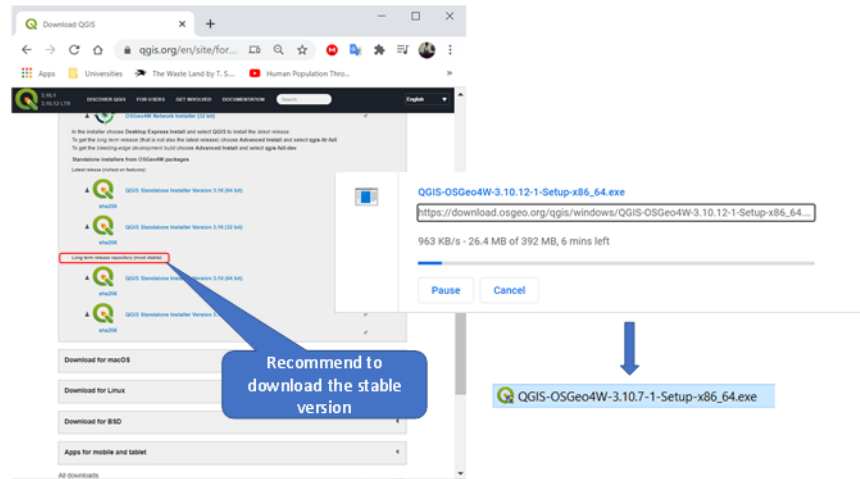 Download QGIS
qgis.org/en/site/for...
Apps
Universities
The Waste Land by T. S...
Human Population Thro...
»
3.16.1
3.10.12 LTR
DISCOVER QGIS
FOR USERS
GET INVOLVED
DOCUMENTATION
Search
English
OSGeo4W Network Installer (32 bit)
In the installer choose Desktop Express Install and select QGIS to install the latest release
To get the long term release (that is not also the latest release) choose Advanced Install and select qgis-ltr-full
To get the bleeding-edge development build choose Advanced Install and select qgis-full-dev
Standalone installers from OSGeo4W packages
Latest release (richest on features):
QGIS Standalone Installer Version 3.16 (64 bit)
sha256
QGIS Standalone Installer Version 3.16 (32 bit)
sha256
Long term release repository (most stable):
QGIS Standalone Installer Version 3.10 (64 bit)
sha256
QGIS Standalone Installer Version 3.
sha256
Download for macOS
Download for Linux
Download for BSD
Apps for mobile and tablet
All downloads
Recommend to
download the stable
version
QGIS-OSGeo4W-3.10.12-1-Setup-x86_64.exe
https://download.osgeo.org/qgis/windows/QGIS-OSGeo4W-3.10.12-1-Setup-x86_64....
963 KB/s - 26.4 MB of 392 MB, 6 mins left
Pause
Cancel
QGIS-OSGeo4W-3.10.7-1-Setup-x86_64.exe